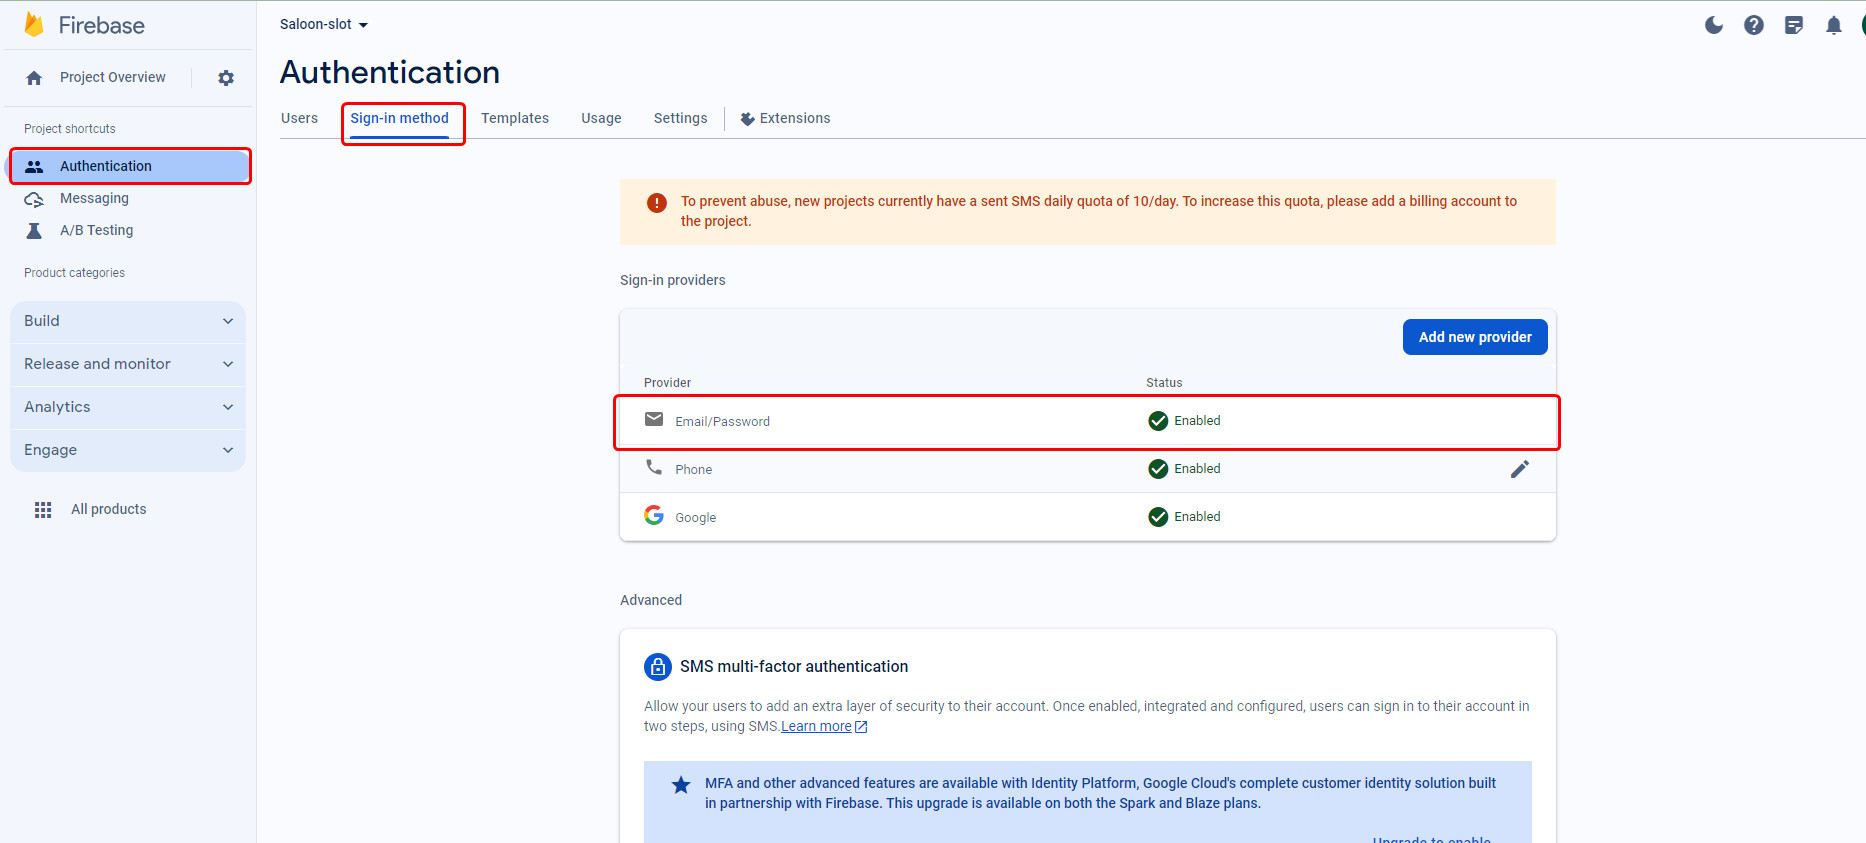 Firebase
Project Overview
Project shortcuts
Authentication
Messaging
A/B Testing
Product categories
Build
Release and monitor
Analytics
Engage
All products
Saloon-slot
Authentication
Users Sign-in method Templates Usage Settings Extensions
To prevent abuse, new projects currently have a sent SMS daily quota of 10/day. To increase this quota, please add a billing account to
the project.
Sign-in providers
Add new provider
Provider Status
Email/Password Enabled
Phone Enabled
Google Enabled
Advanced
SMS multi-factor authentication
Allow your users to add an extra layer of security to their account. Once enabled, integrated and configured, users can sign in to their account in
two steps, using SMS.Learn more
MFA and other advanced features are available with Identity Platform, Google Cloud's complete customer identity solution built
in partnership with Firebase. This upgrade is available on both the Spark and Blaze plans.
Upgrade to enable